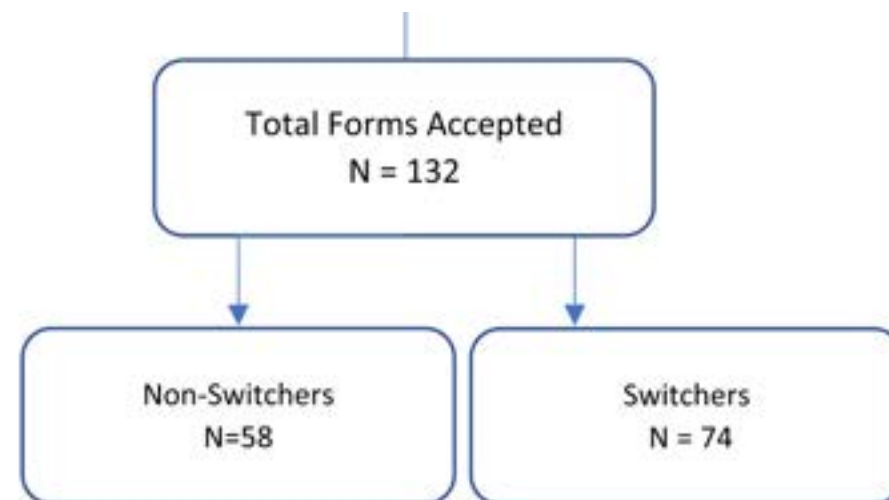 Total Forms Accepted
N = 132
Non-Switchers
N=58
Switchers
N = 74